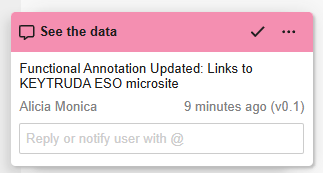 See the data
Functional Annotation Updated: Links to
KEYTRUDA ESO microsite
Alicia Monica 9 minutes ago (v0.1)
Reply or notify user with @